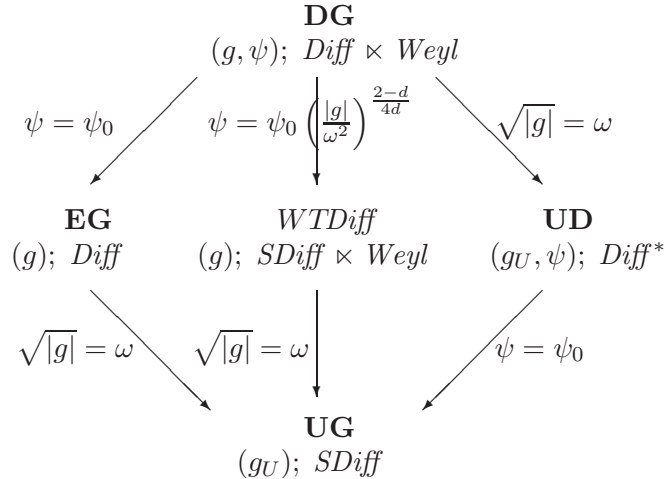 DG
(g, ψ); Diff ⋉ Weyl
ψ = ψ₀
ψ = ψ₀ (|g|/ω²)^((2−d)/(4d))
√|g| = ω
EG
WTDiff
UD
(g); Diff
(g); SDiff ⋉ Weyl
(g_U, ψ); Diff*
√|g| = ω
√|g| = ω
ψ = ψ₀
UG
(g_U); SDiff